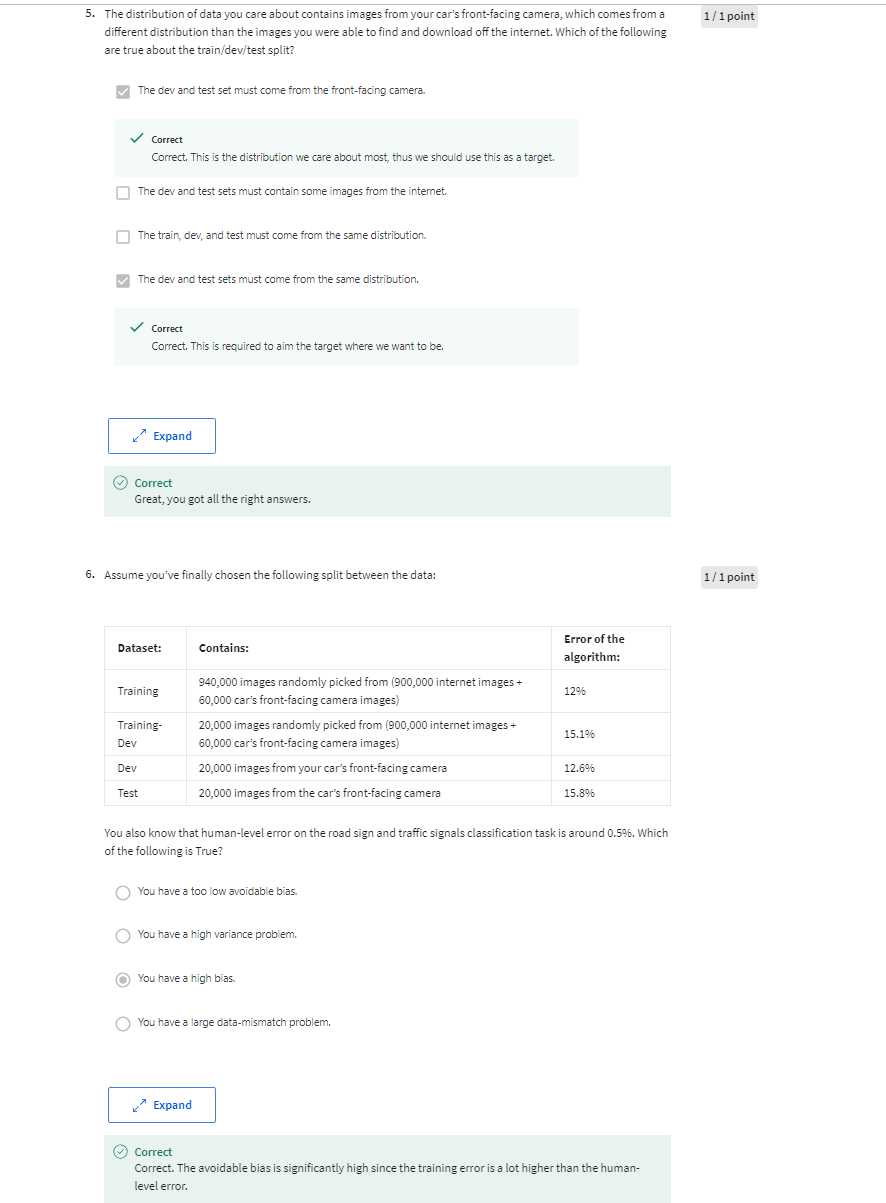 5. The distribution of data you care about contains images from your car's front-facing camera, which comes from a
different distribution than the images you were able to find and download off the internet. Which of the following
are true about the train/dev/test split?
1 / 1 point
The dev and test set must come from the front-facing camera.
Correct
Correct. This is the distribution we care about most, thus we should use this as a target.
The dev and test sets must contain some images from the internet.
The train, dev, and test must come from the same distribution.
The dev and test sets must come from the same distribution.
Correct
Correct. This is required to aim the target where we want to be.
Expand
Correct
Great, you got all the right answers.
6. Assume you've finally chosen the following split between the data:
1 / 1 point
Dataset:
Contains:
Error of the
algorithm:
Training
940,000 images randomly picked from (900,000 internet images +
60,000 car's front-facing camera images)
12%
Training-
Dev
20,000 images randomly picked from (900,000 internet images +
60,000 car's front-facing camera images)
15.1%
Dev
20,000 images from your car's front-facing camera
12.6%
Test
20,000 images from the car's front-facing camera
15.8%
You also know that human-level error on the road sign and traffic signals classification task is around 0.5%. Which
of the following is True?
You have a too low avoidable bias.
You have a high variance problem.
You have a high bias.
You have a large data-mismatch problem.
Expand
Correct
Correct. The avoidable bias is significantly high since the training error is a lot higher than the human-
level error.